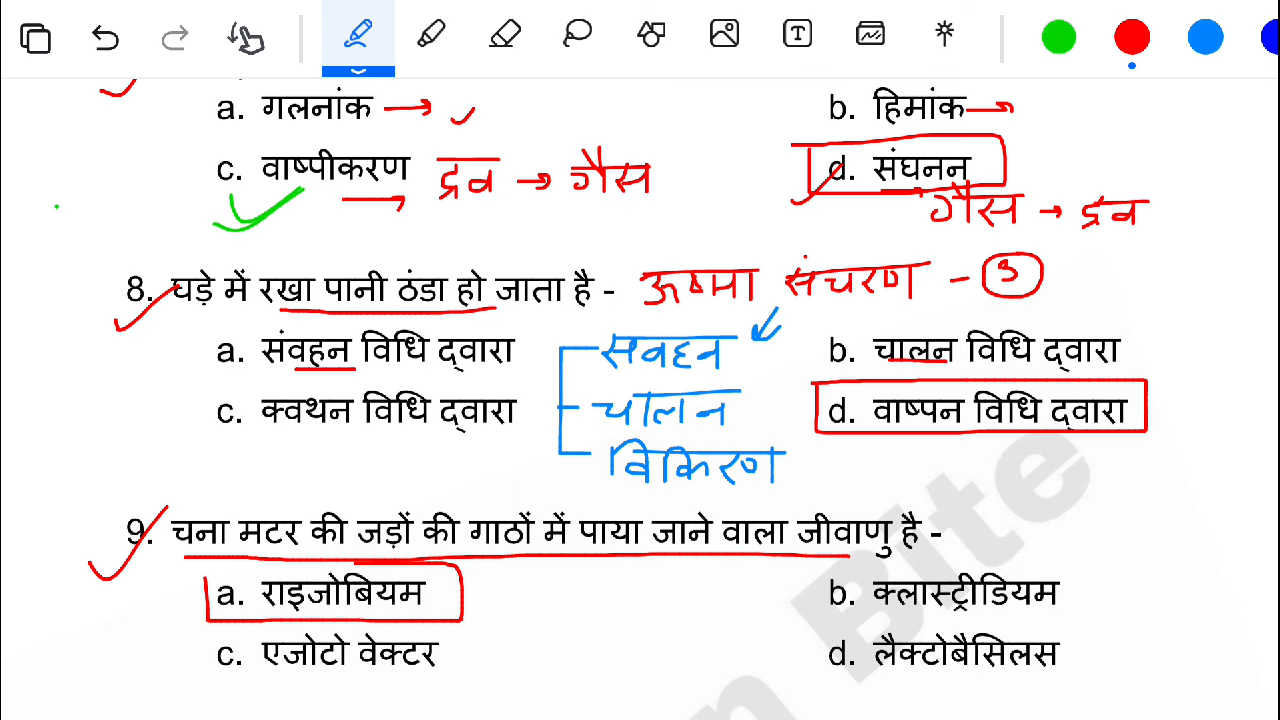 a. गलनांक → b. हिमांक →
c. वाष्पीकरण द्रव → गैस d. संघनन
गैस → द्रव
8. घड़े में रखा पानी ठंडा हो जाता है - ऊष्मा संचरण - 3
a. संवहन विधि द्वारा संवहन b. चालन विधि द्वारा
c. क्वथन विधि द्वारा चालन d. वाष्पन विधि द्वारा
विकिरण
9. चना मटर की जड़ों की गाठों में पाया जाने वाला जीवाणु है -
a. राइजोबियम b. क्लास्ट्रीडियम
c. एजोटो वेक्टर d. लैक्टोबैसिलस
Bite